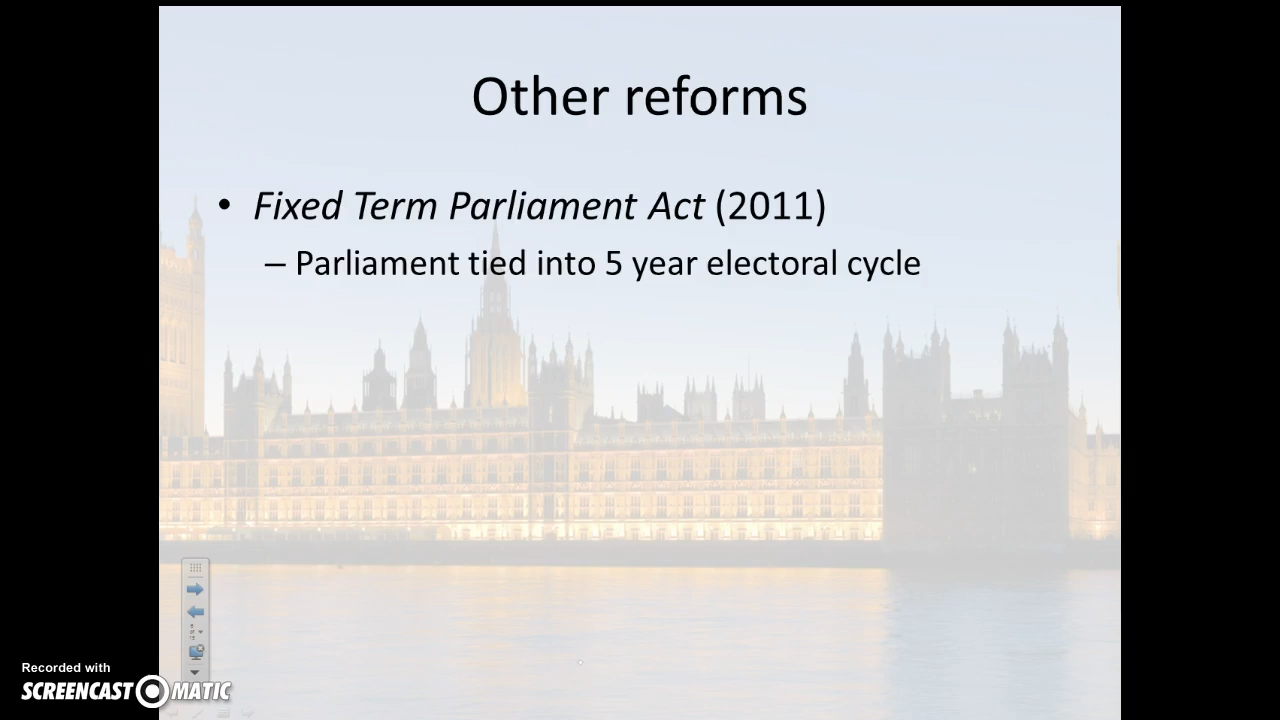 Other reforms
• Fixed Term Parliament Act (2011)
– Parliament tied into 5 year electoral cycle
Recorded with
SCREENCAST MATIC